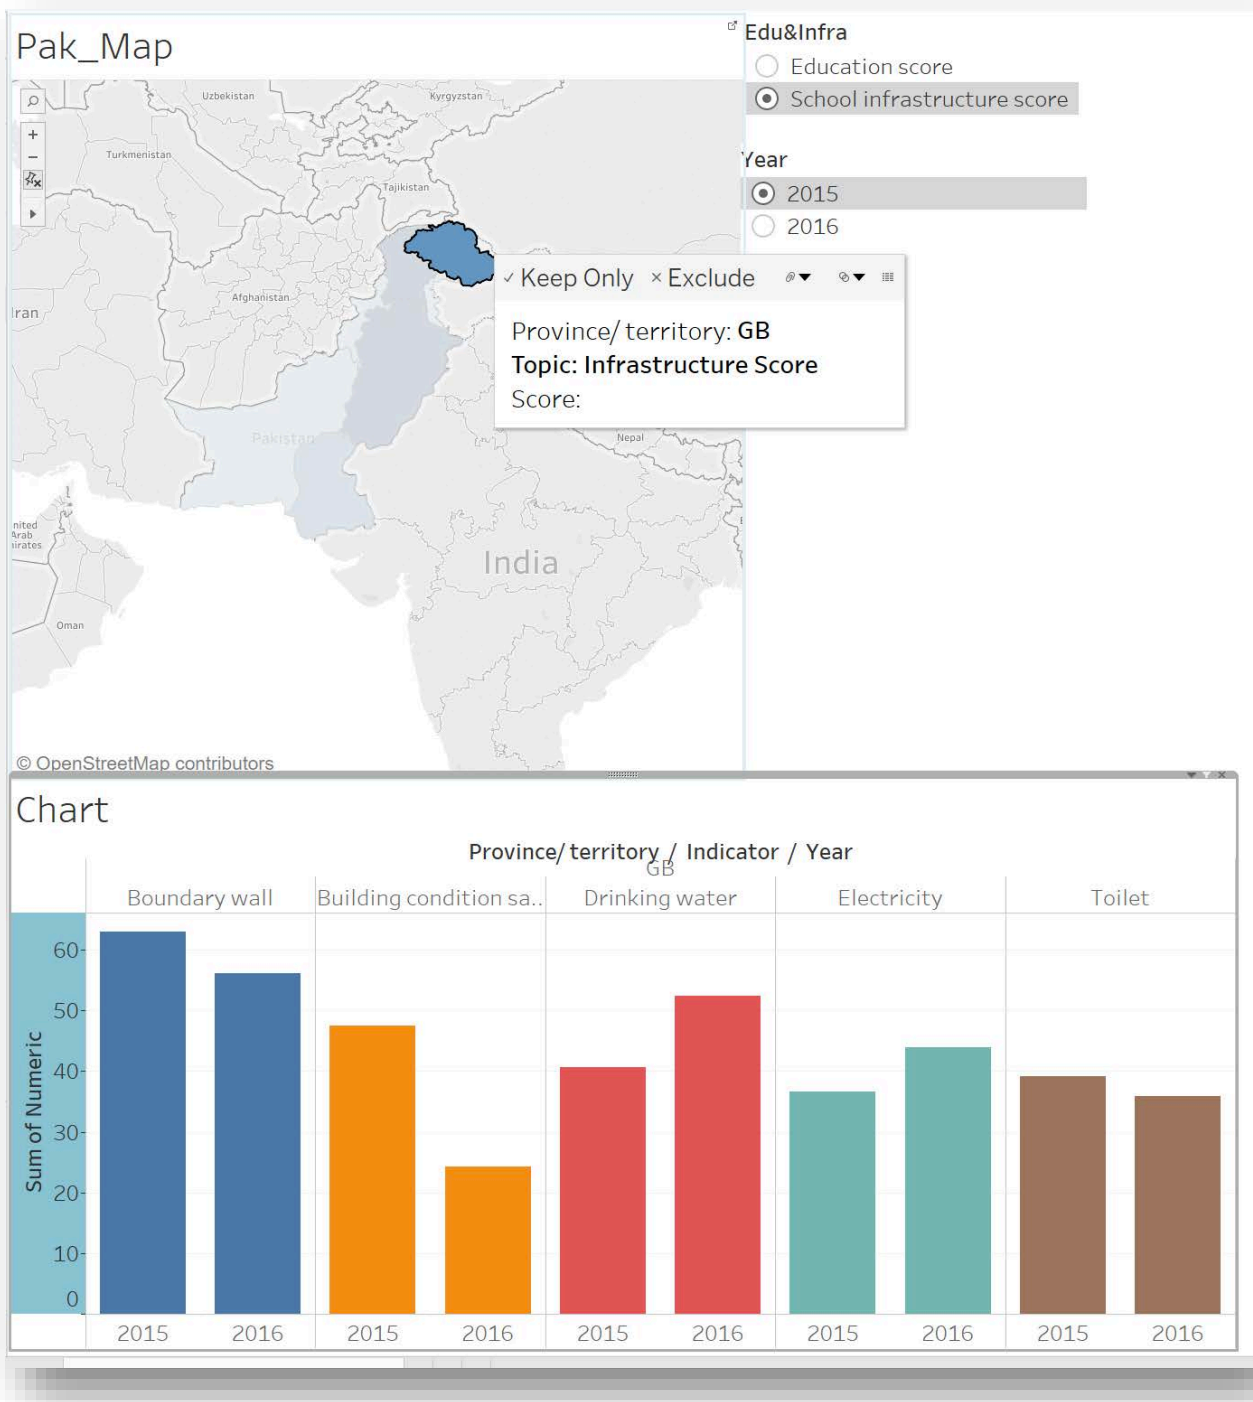 Pak_Map
Edu&Infra
Education score
School infrastructure score
Year
2015
2016
Uzbekistan
Kyrgyzstan
Turkmenistan
Tajikistan
Afghanistan
Iran
Keep Only
Exclude
Province/ territory: GB
Topic: Infrastructure Score
Score:
Pakistan
Nepal
nited
Arab
India
Oman
© OpenStreetMap contributors
Chart
Province/ territory / Indicator / Year
GB
Boundary wall Building condition sa.. Drinking water Electricity Toilet
Sum of Numeric
60
50
40
30
20
10
0
2015 2016 2015 2016 2015 2016 2015 2016 2015 2016